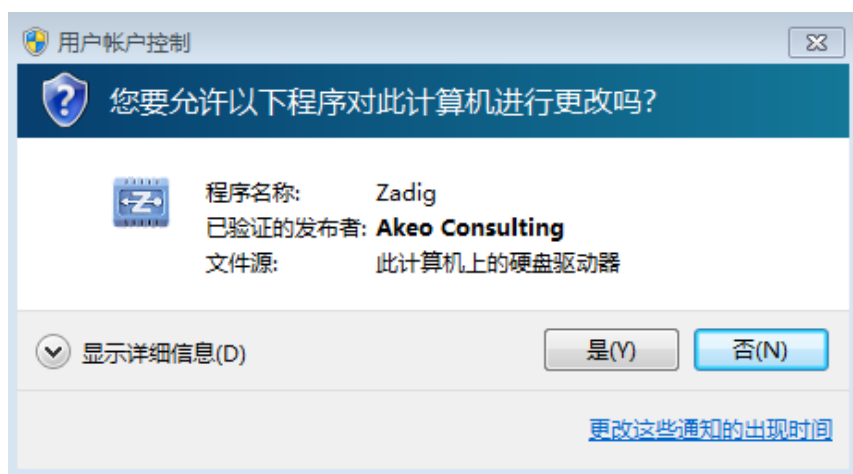 用户帐户控制
您要允许以下程序对此计算机进行更改吗?
程序名称: Zadig
已验证的发布者: Akeo Consulting
文件源: 此计算机上的硬盘驱动器
显示详细信息(D) 是(Y) 否(N)
更改这些通知的出现时间